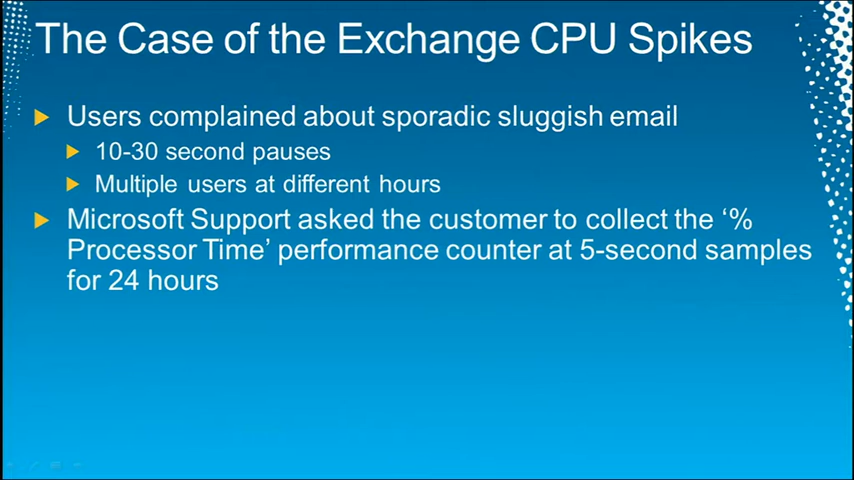 The Case of the Exchange CPU Spikes
Users complained about sporadic sluggish email
10-30 second pauses
Multiple users at different hours
Microsoft Support asked the customer to collect the ‘%
Processor Time’ performance counter at 5-second samples
for 24 hours